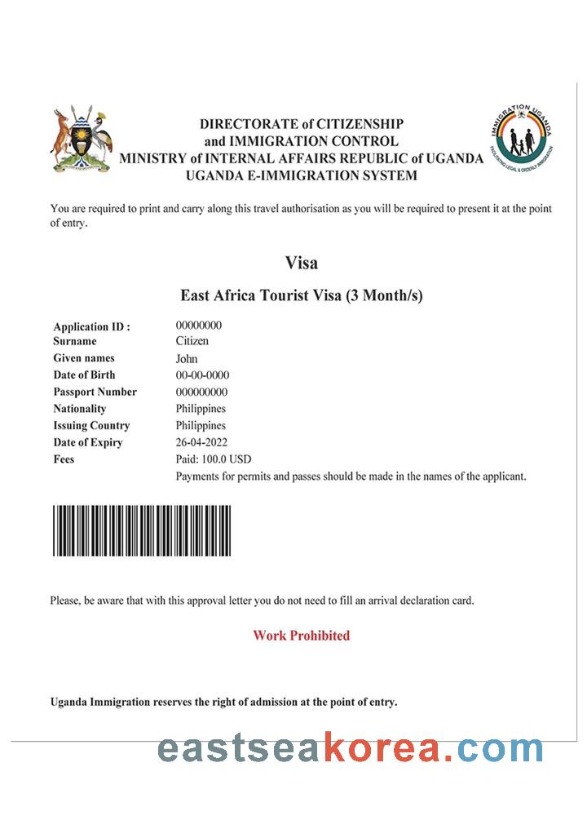 DIRECTORATE of CITIZENSHIP
and IMMIGRATION CONTROL
MINISTRY of INTERNAL AFFAIRS REPUBLIC of UGANDA
UGANDA E-IMMIGRATION SYSTEM
IMMIGRATION UGANDA
FACILITATING LEGAL & ORDERLY IMMIGRATION
You are required to print and carry along this travel authorisation as you will be required to present it at the point
of entry.
Visa
East Africa Tourist Visa (3 Month/s)
Application ID : 00000000
Surname Citizen
Given names John
Date of Birth 00-00-0000
Passport Number 000000000
Nationality Philippines
Issuing Country Philippines
Date of Expiry 26-04-2022
Fees Paid: 100.0 USD
Payments for permits and passes should be made in the names of the applicant.
Please, be aware that with this approval letter you do not need to fill an arrival declaration card.
Work Prohibited
Uganda Immigration reserves the right of admission at the point of entry.
eastseakorea.com